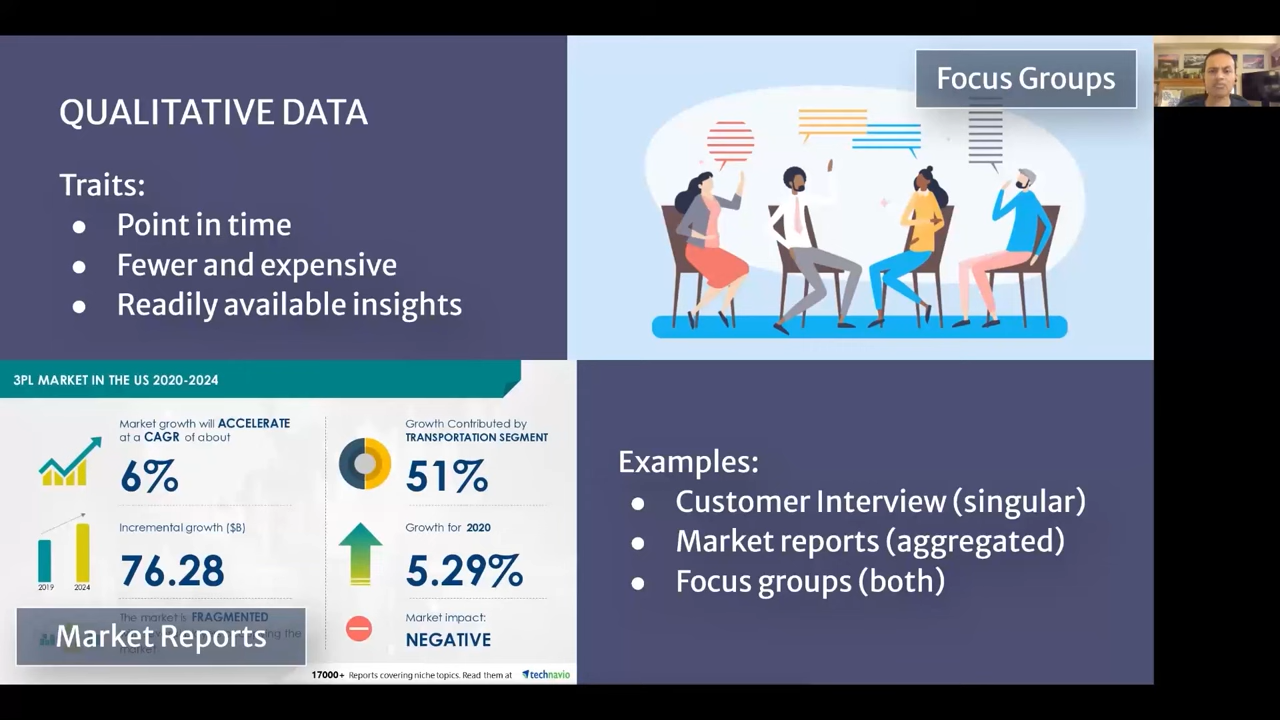 QUALITATIVE DATA
Traits:
● Point in time
● Fewer and expensive
● Readily available insights
Focus Groups
3PL MARKET IN THE US 2020-2024
Market growth will ACCELERATE
at a CAGR of about
6%
Incremental growth ($B)
76.28
2019 2024
The market is FRAGMENTED
the
market
Market Reports
Growth Contributed by
TRANSPORTATION SEGMENT
51%
Growth for 2020
5.29%
Market impact:
NEGATIVE
17000+ Reports covering niche topics. Read them at technavio
Examples:
● Customer Interview (singular)
● Market reports (aggregated)
● Focus groups (both)